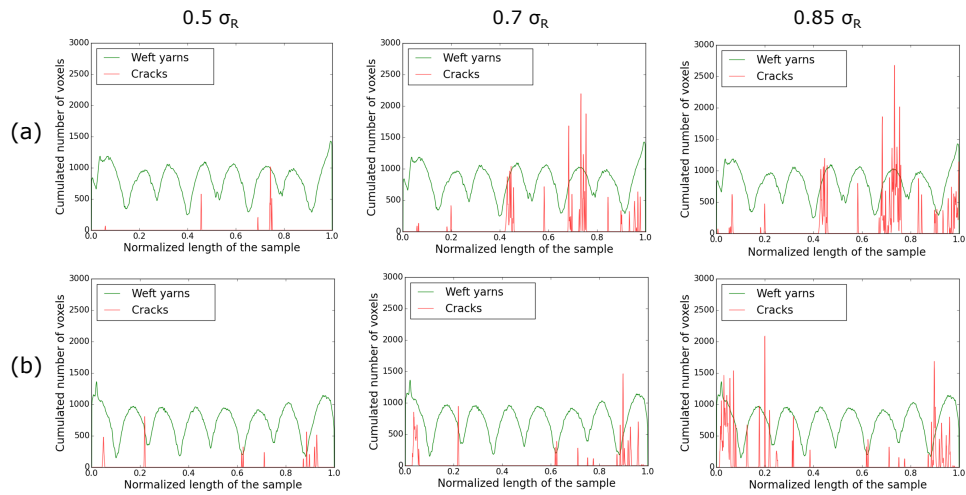 0.5 σR
0.7 σR
0.85 σR
(a)
Cumulated number of voxels
3000
2500
2000
1500
1000
500
0
Weft yarns
Cracks
0.0 0.2 0.4 0.6 0.8 1.0
Normalized length of the sample
Cumulated number of voxels
3000
2500
2000
1500
1000
500
0
Weft yarns
Cracks
0.0 0.2 0.4 0.6 0.8 1.0
Normalized length of the sample
Cumulated number of voxels
3000
2500
2000
1500
1000
500
0
Weft yarns
Cracks
0.0 0.2 0.4 0.6 0.8 1.0
Normalized length of the sample
(b)
Cumulated number of voxels
3000
2500
2000
1500
1000
500
0
Weft yarns
Cracks
0.0 0.2 0.4 0.6 0.8 1.0
Normalized length of the sample
Cumulated number of voxels
3000
2500
2000
1500
1000
500
0
Weft yarns
Cracks
0.0 0.2 0.4 0.6 0.8 1.0
Normalized length of the sample
Cumulated number of voxels
3000
2500
2000
1500
1000
500
0
Weft yarns
Cracks
0.0 0.2 0.4 0.6 0.8 1.0
Normalized length of the sample